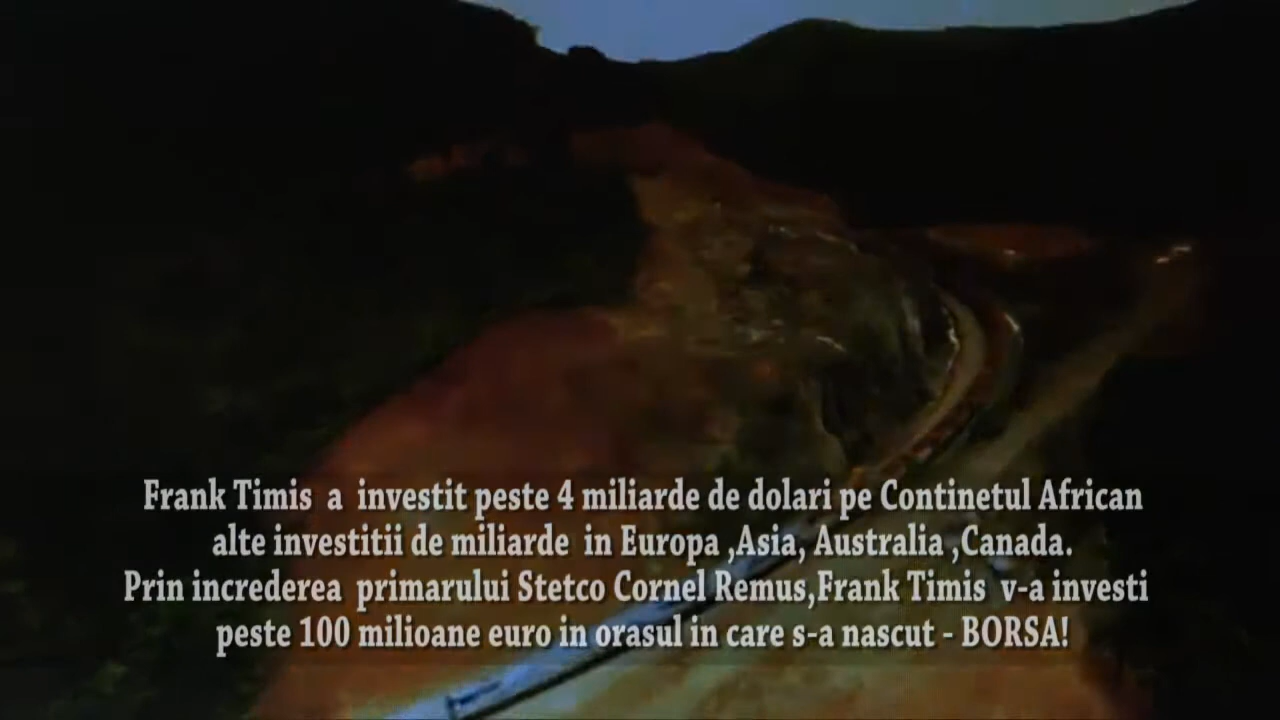 Frank Timis a investit peste 4 miliarde de dolari pe Continetul African
alte investitii de miliarde in Europa ,Asia, Australia ,Canada.
Prin increderea primarului Stetco Cornel Remus,Frank Timis v-a investi
peste 100 milioane euro in orasul in care s-a nascut - BORSA!